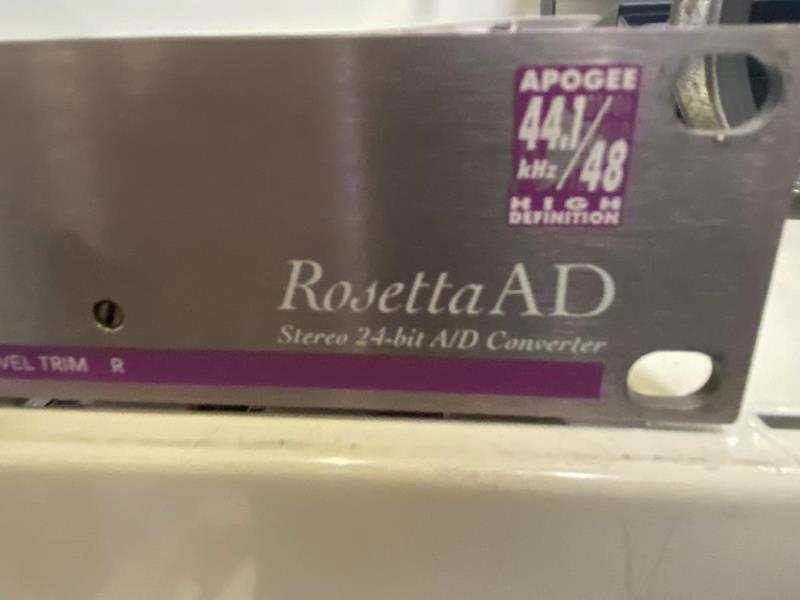 APOGEE
44.1/48
kHz
HIGH
DEFINITION
Rosetta AD
Stereo 24-bit A/D Converter
VEL TRIM R